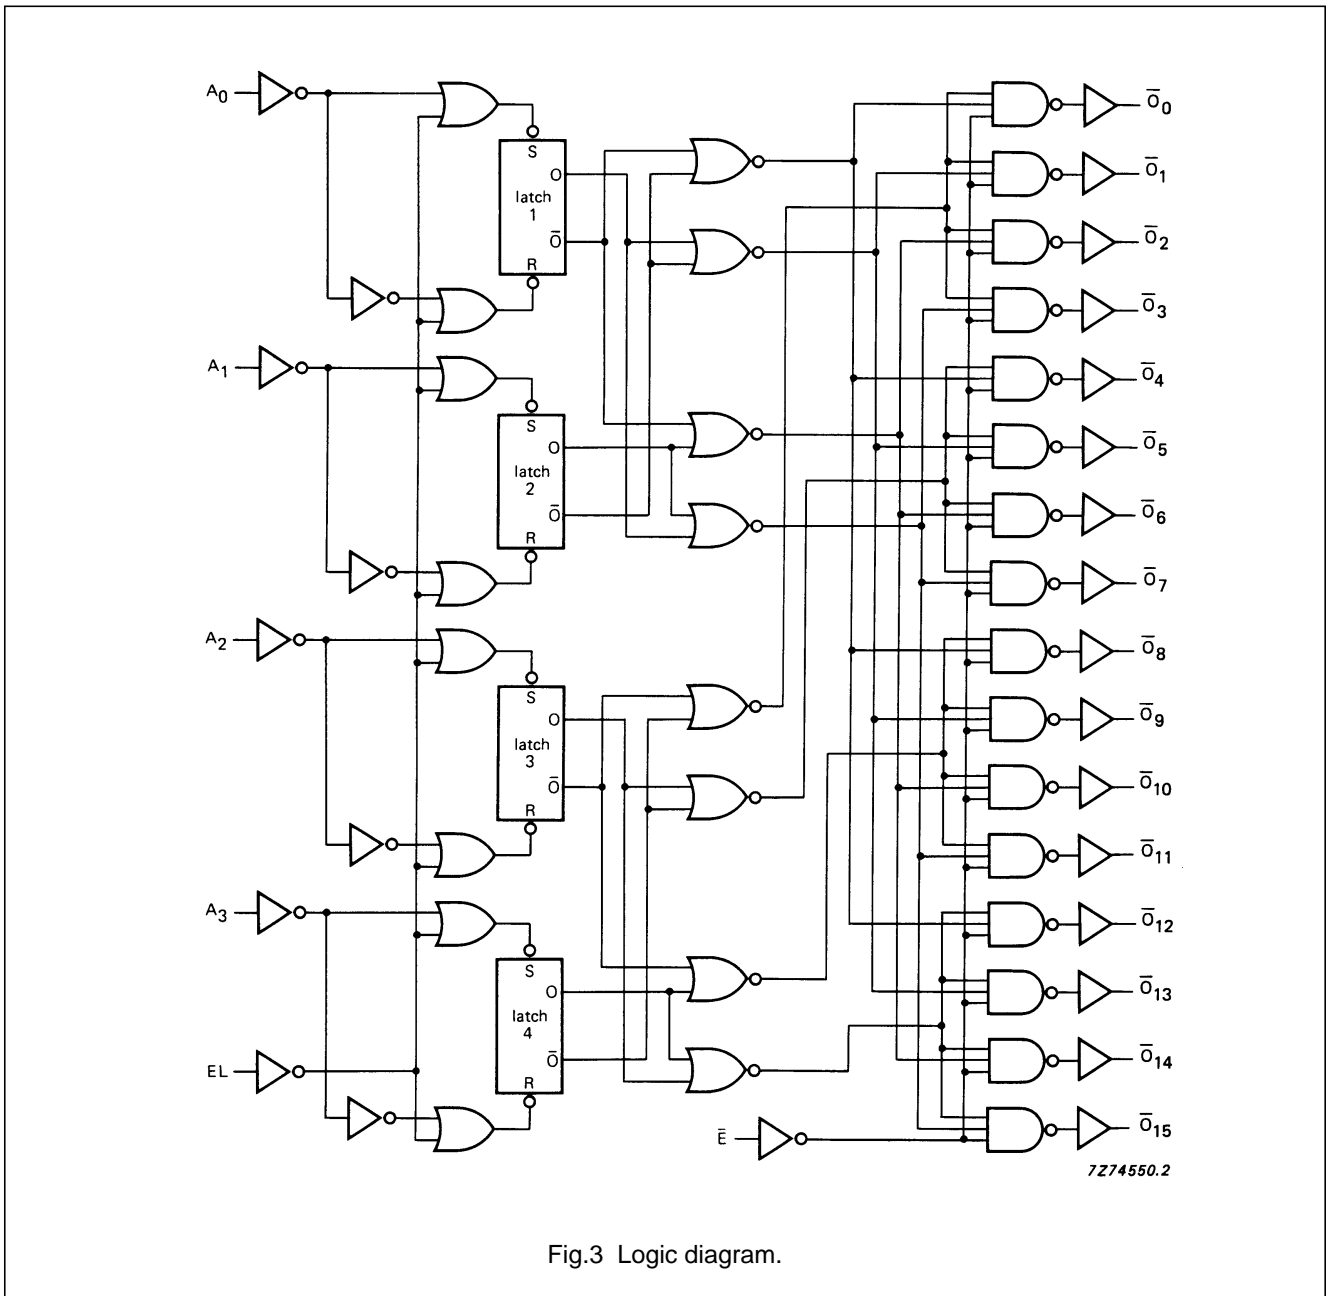 A0
O̅0
S
O
latch
1
O̅1
O̅
O̅2
R
O̅3
A1
O̅4
S
O
latch
2
O̅5
O̅
O̅6
R
O̅7
A2
O̅8
S
O
latch
3
O̅9
O̅
O̅10
R
O̅11
A3
O̅12
S
O
latch
4
O̅13
O̅
EL
O̅14
R
E̅
O̅15
7Z74550.2
Fig.3 Logic diagram.